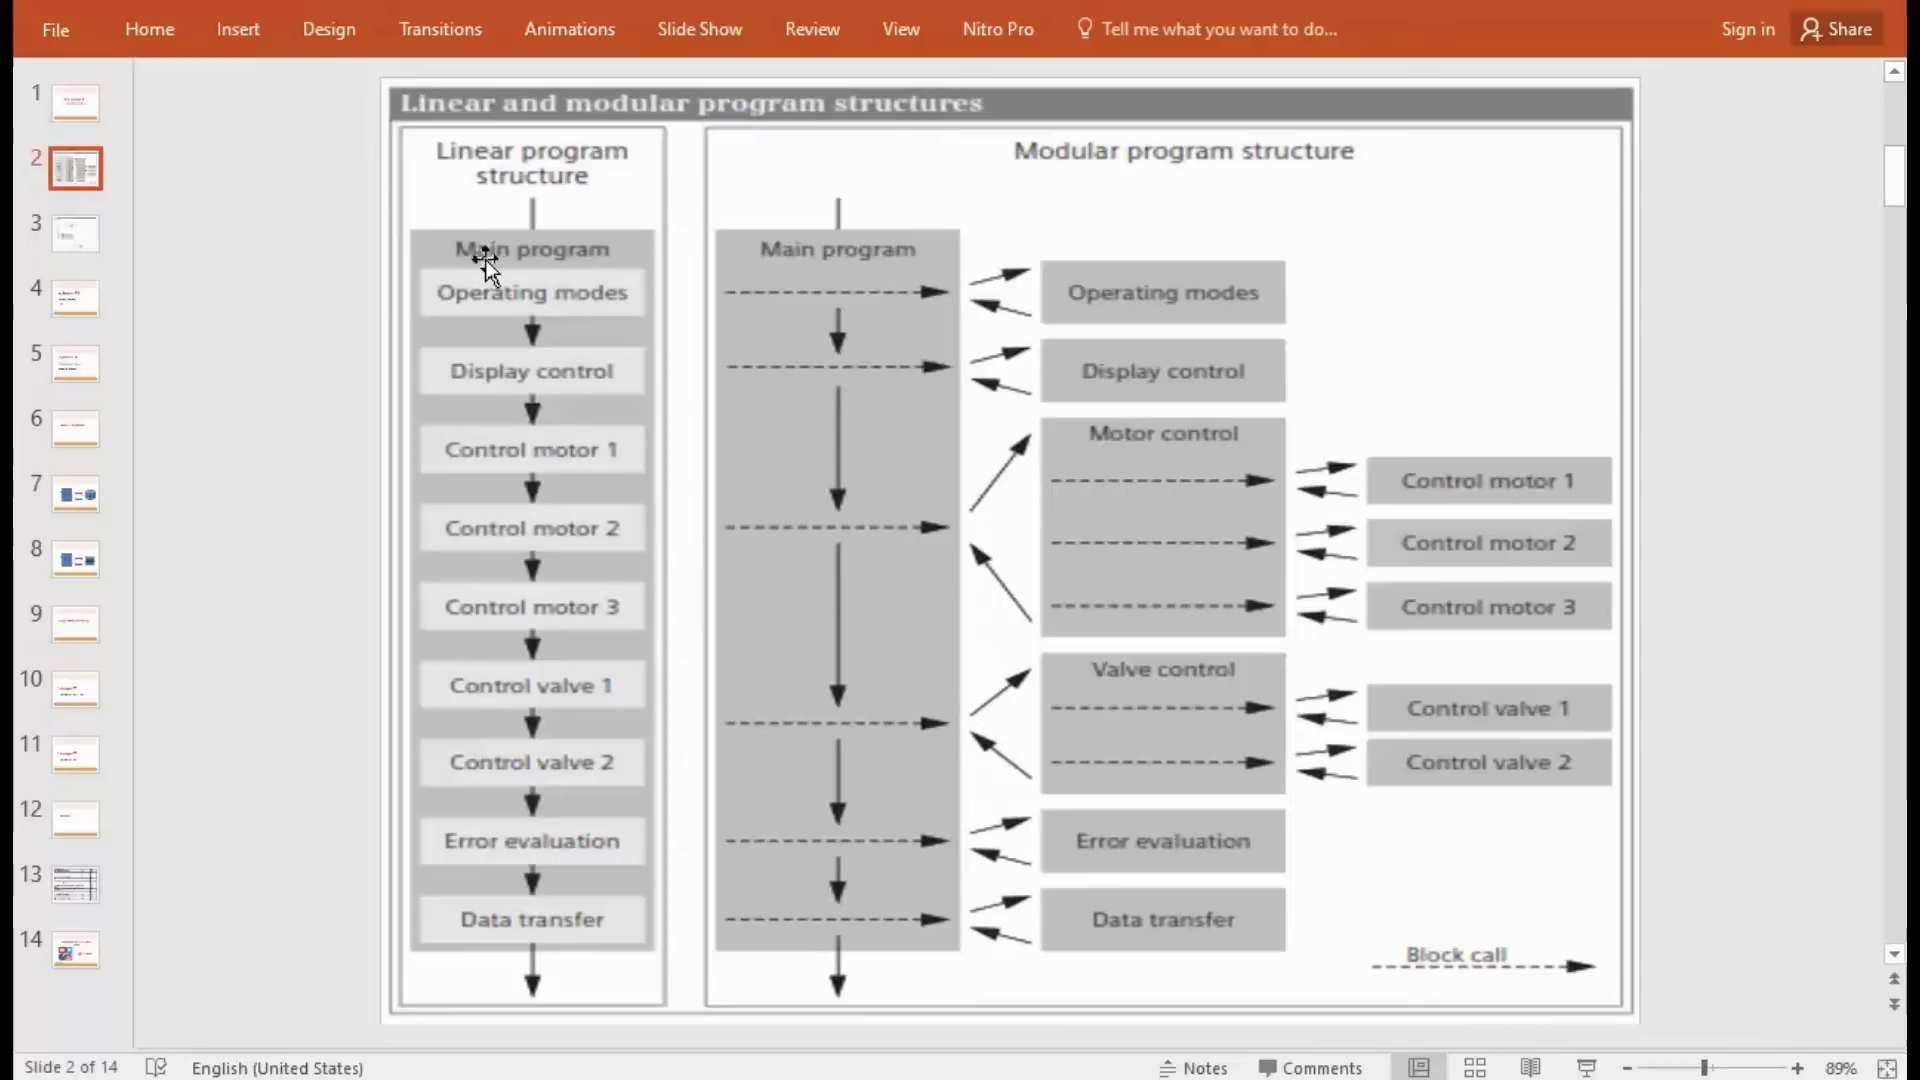 File Home Insert Design Transitions Animations Slide Show Review View Nitro Pro Tell me what you want to do... Sign in Share
1
2
3
4
5
6
7
8
9
10
11
12
13
14
Linear and modular program structures
Linear program
structure
Main program
Operating modes
Display control
Control motor 1
Control motor 2
Control motor 3
Control valve 1
Control valve 2
Error evaluation
Data transfer
Modular program structure
Main program
Operating modes
Display control
Motor control
Control motor 1
Control motor 2
Control motor 3
Valve control
Control valve 1
Control valve 2
Error evaluation
Data transfer
Block call
Slide 2 of 14 English (United States) Notes Comments 89%